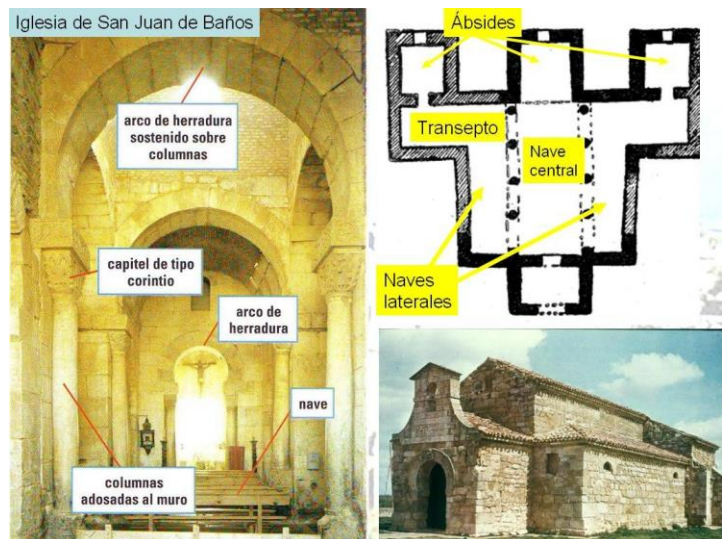 Iglesia de San Juan de Baños
arco de herradura
sostenido sobre
columnas
capitel de tipo
corintio
arco de
herradura
nave
columnas
adosadas al muro
Ábsides
Transepto
Nave
central
Naves
laterales